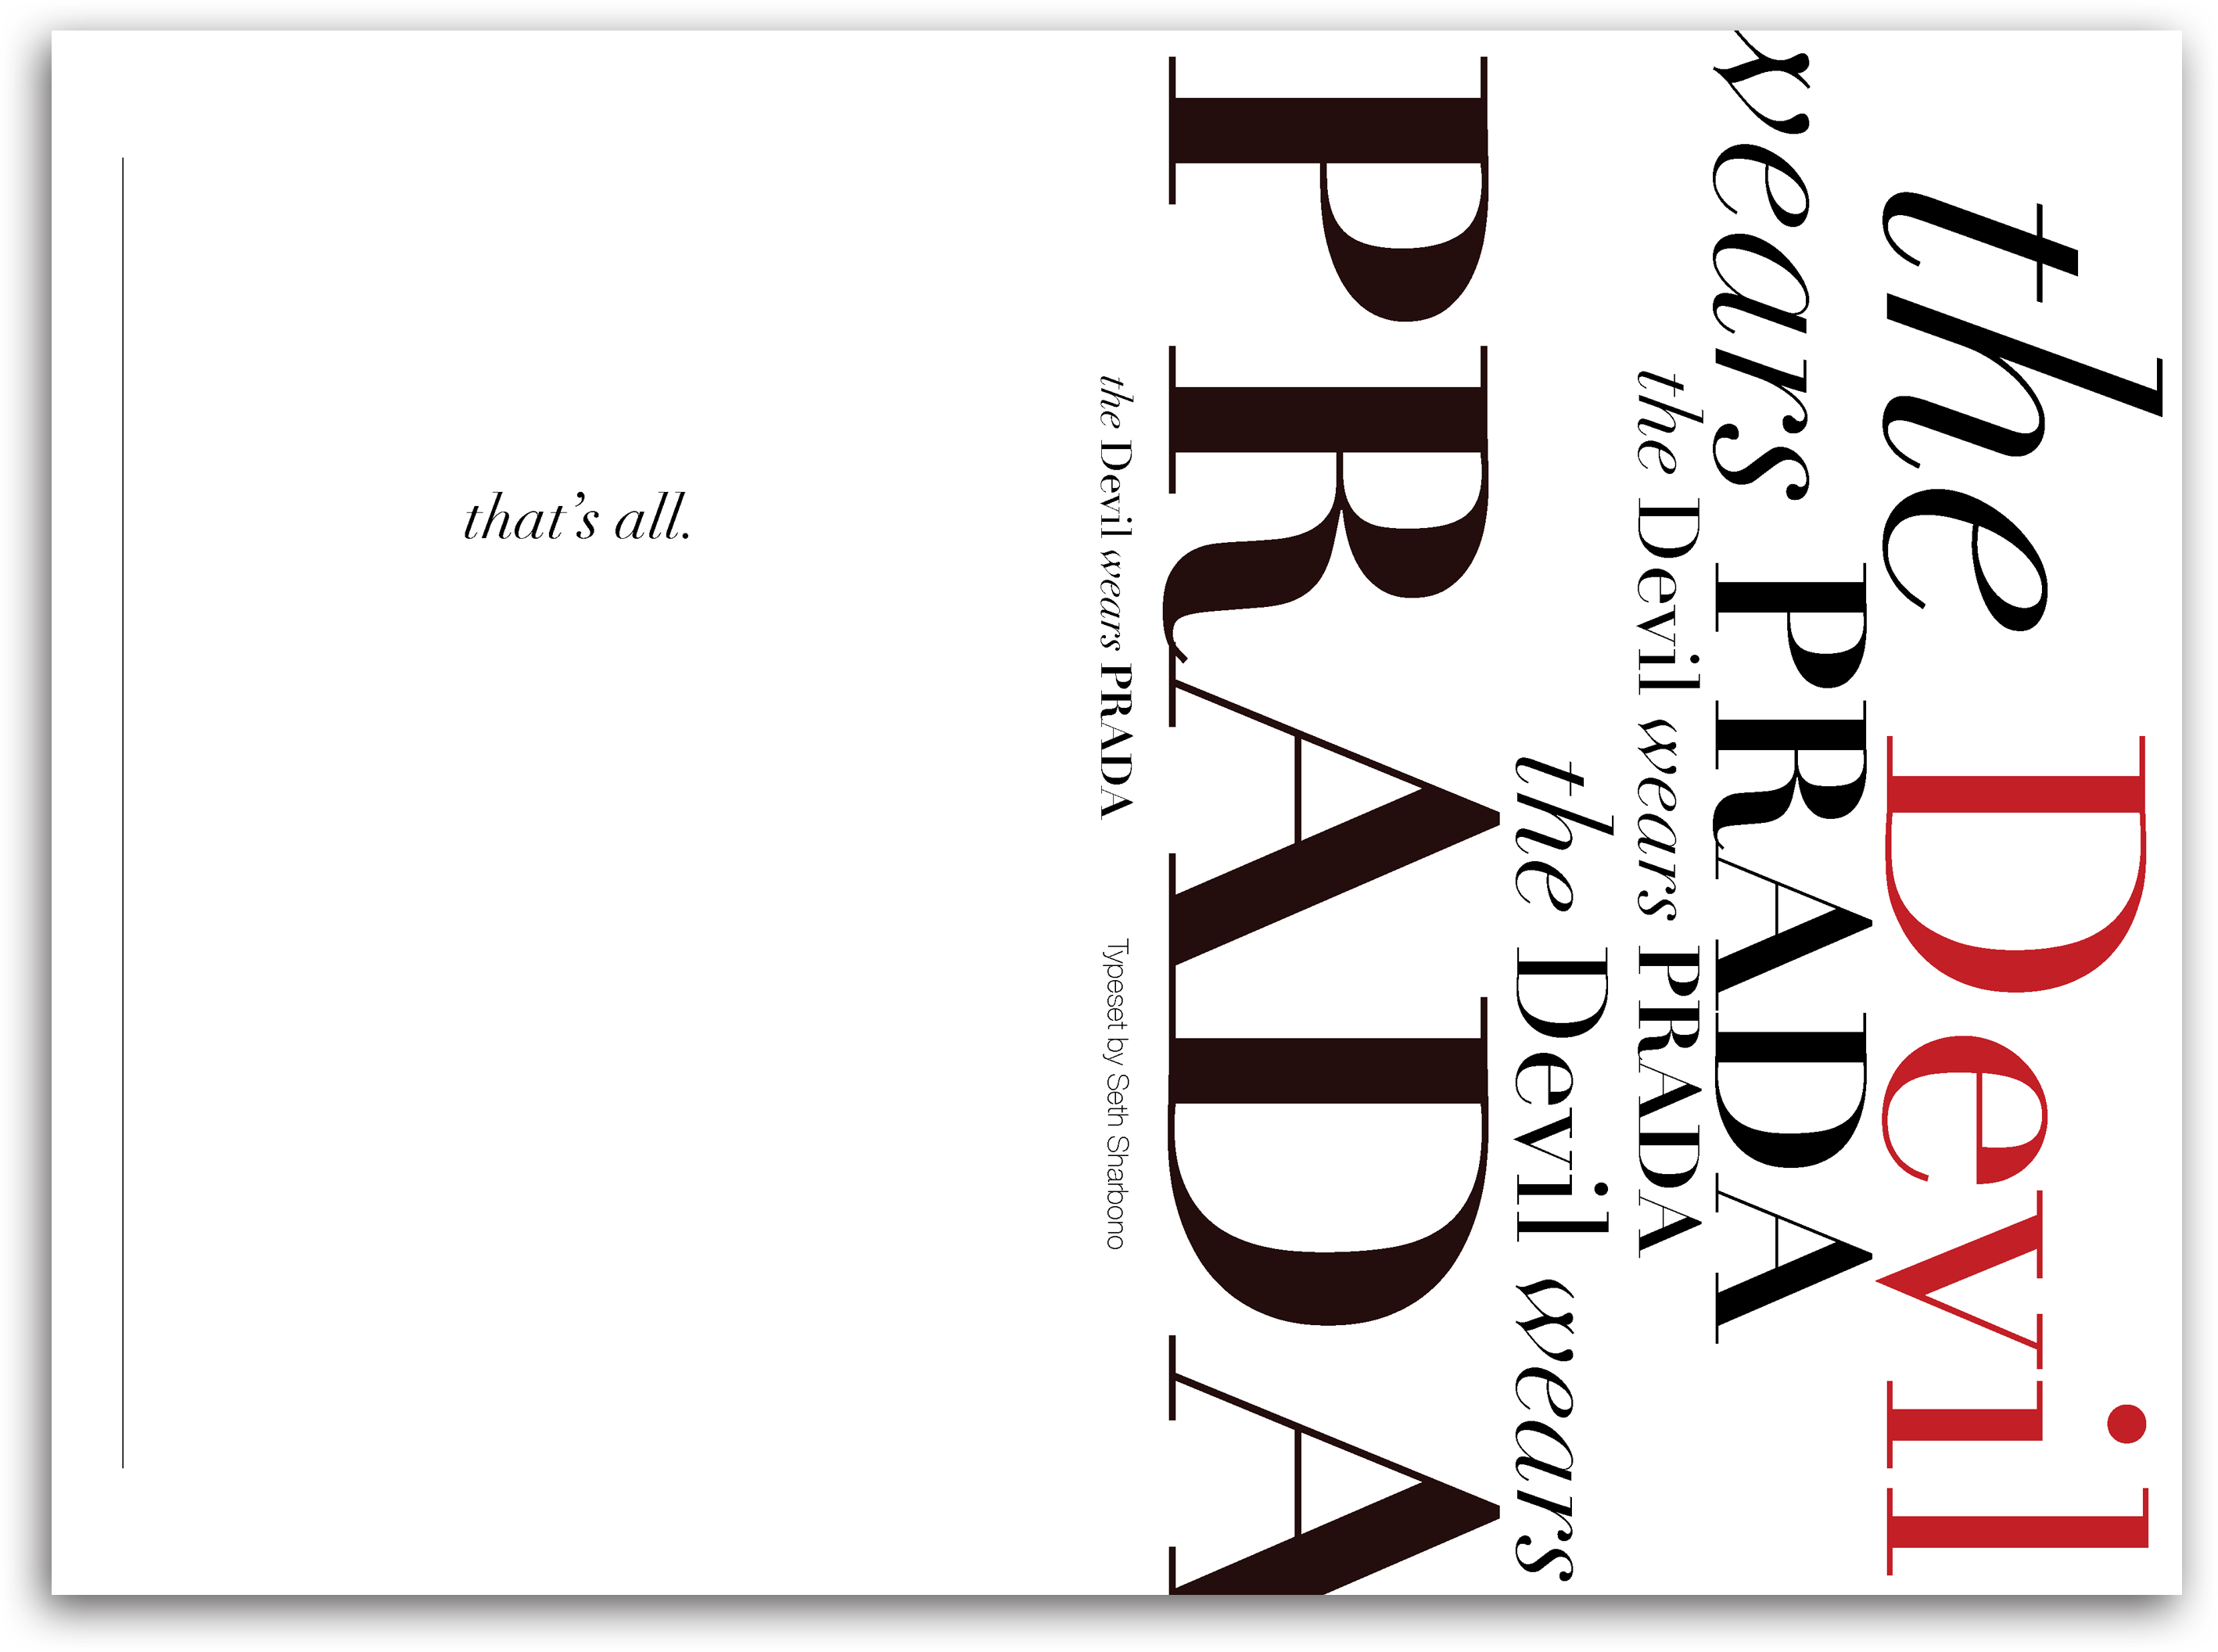 that’s all.
the Devil wears PRADA
Typeset by Seth Sharbono
the Devil
wears PRADA
the Devil wears PRADA
the Devil wears
PRADA